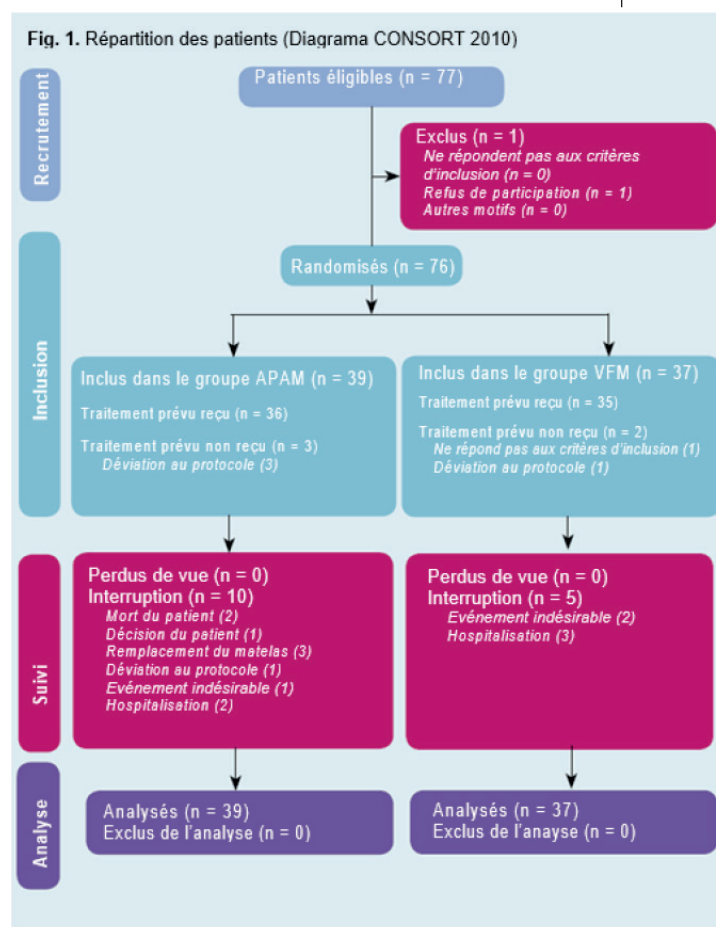 Fig. 1. Répartition des patients (Diagrama CONSORT 2010)
Recrutement
Patients éligibles (n = 77)
Exclus (n = 1)
Ne répondent pas aux critères
d'inclusion (n = 0)
Refus de participation (n = 1)
Autres motifs (n = 0)
Randomisés (n = 76)
Inclusion
Inclus dans le groupe APAM (n = 39)
Traitement prévu reçu (n = 36)
Traitement prévu non reçu (n = 3)
Déviation au protocole (3)
Inclus dans le groupe VFM (n = 37)
Traitement prévu reçu (n = 35)
Traitement prévu non reçu (n = 2)
Ne répond pas aux critères d'inclusion (1)
Déviation au protocole (1)
Suivi
Perdus de vue (n = 0)
Interruption (n = 10)
Mort du patient (2)
Décision du patient (1)
Remplacement du matelas (3)
Déviation au protocole (1)
Evénement indésirable (1)
Hospitalisation (2)
Perdus de vue (n = 0)
Interruption (n = 5)
Evénement indésirable (2)
Hospitalisation (3)
Analyse
Analysés (n = 39)
Exclus de l'analyse (n = 0)
Analysés (n = 37)
Exclus de l'anayse (n = 0)